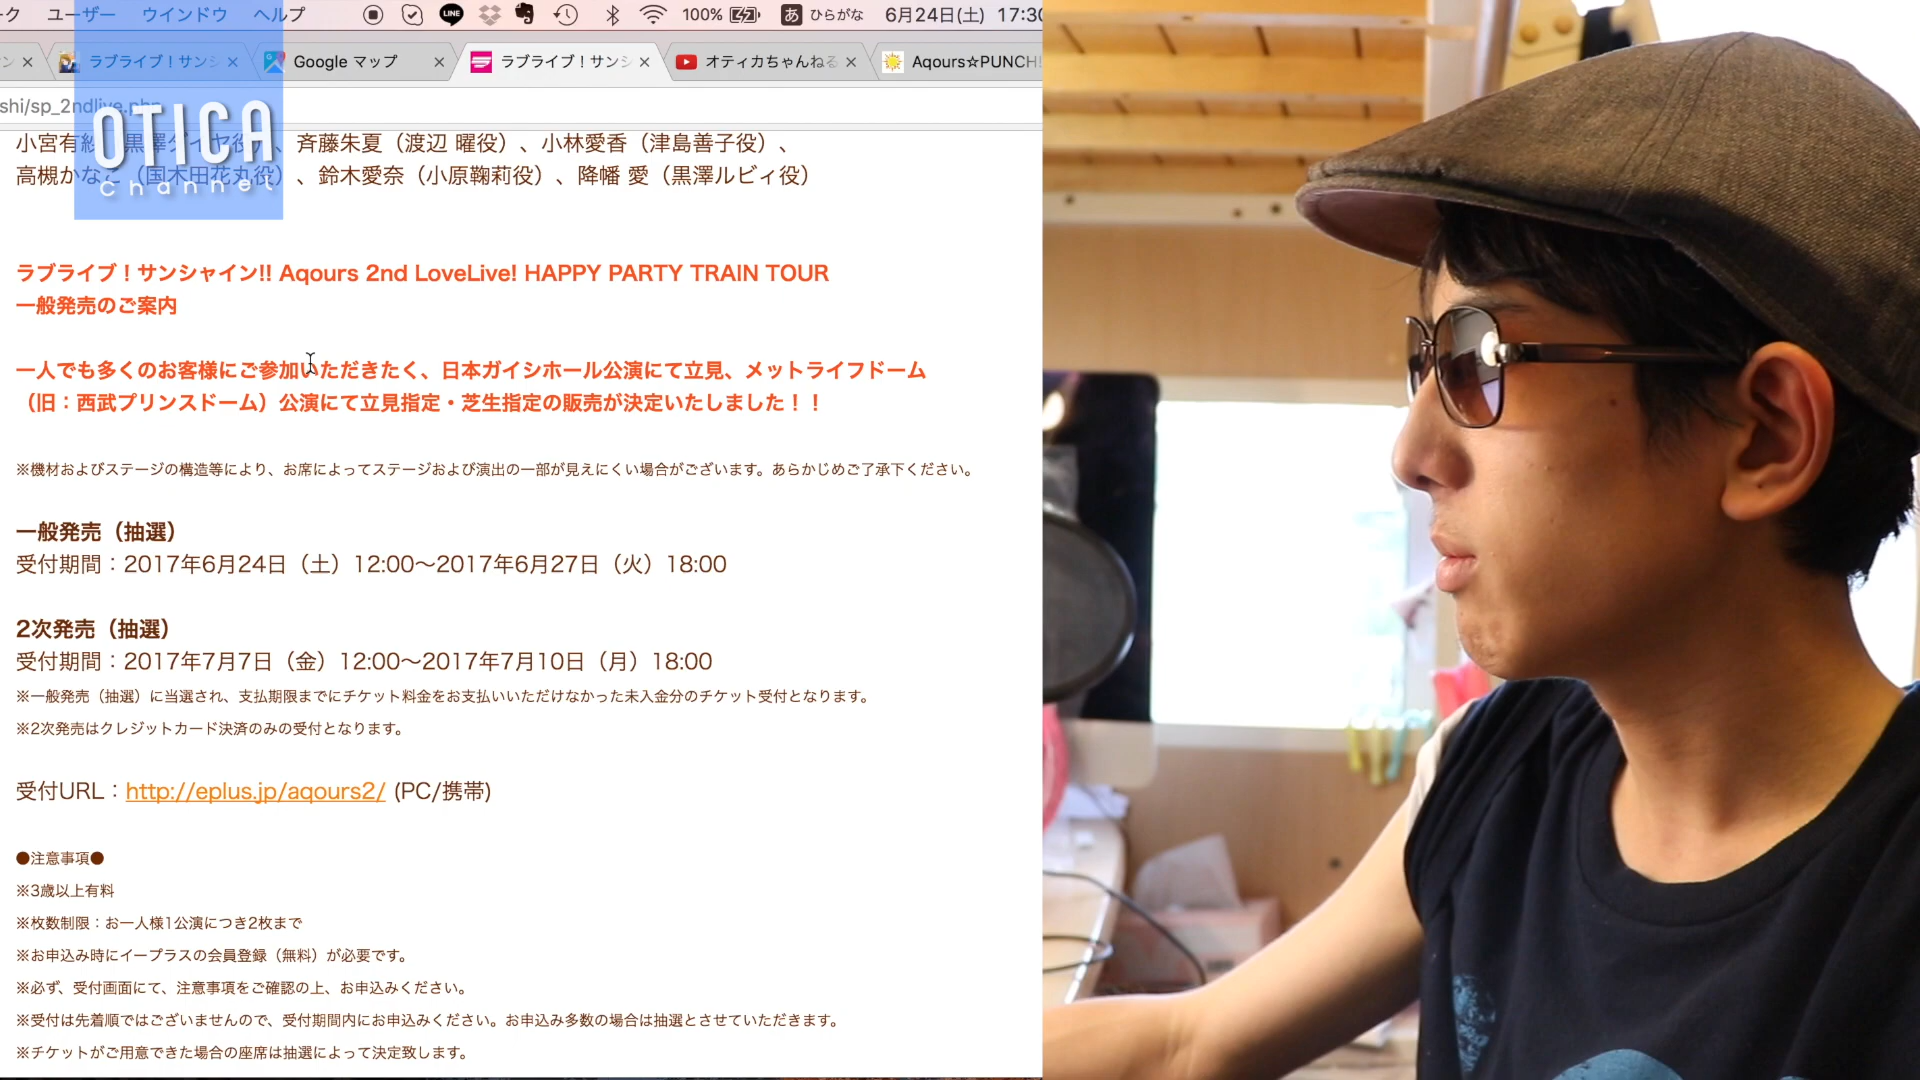 ーク ユーザー ウインドウ ヘルプ LINE 100% あ ひらがな 6月24日(土) 17:30
ン × ラブライブ！サンシ × Google マップ × ラブライブ！サンシ × オティカちゃんねる × Aqours☆PUNCH!
shi/sp_2ndlive.php
OTICA
Channel
小宮有紗（黒澤ダイヤ役）、斉藤朱夏（渡辺 曜役）、小林愛香（津島善子役）、
高槻かなこ（国木田花丸役）、鈴木愛奈（小原鞠莉役）、降幡 愛（黒澤ルビィ役）
ラブライブ！サンシャイン!! Aqours 2nd LoveLive! HAPPY PARTY TRAIN TOUR
一般発売のご案内
一人でも多くのお客様にご参加いただきたく、日本ガイシホール公演にて立見、メットライフドーム
（旧：西武プリンスドーム）公演にて立見指定・芝生指定の販売が決定いたしました！！
※機材およびステージの構造等により、お席によってステージおよび演出の一部が見えにくい場合がございます。あらかじめご了承下ください。
一般発売（抽選）
受付期間：2017年6月24日（土）12:00〜2017年6月27日（火）18:00
2次発売（抽選）
受付期間：2017年7月7日（金）12:00〜2017年7月10日（月）18:00
※一般発売（抽選）に当選され、支払期限までにチケット料金をお支払いいただけなかった未入金分のチケット受付となります。
※2次発売はクレジットカード決済のみの受付となります。
受付URL：http://eplus.jp/aqours2/ (PC/携帯)
●注意事項●
※3歳以上有料
※枚数制限：お一人様1公演につき2枚まで
※お申込み時にイープラスの会員登録（無料）が必要です。
※必ず、受付画面にて、注意事項をご確認の上、お申込みください。
※受付は先着順ではございませんので、受付期間内にお申込みください。お申込み多数の場合は抽選とさせていただきます。
※チケットがご用意できた場合の座席は抽選によって決定致します。